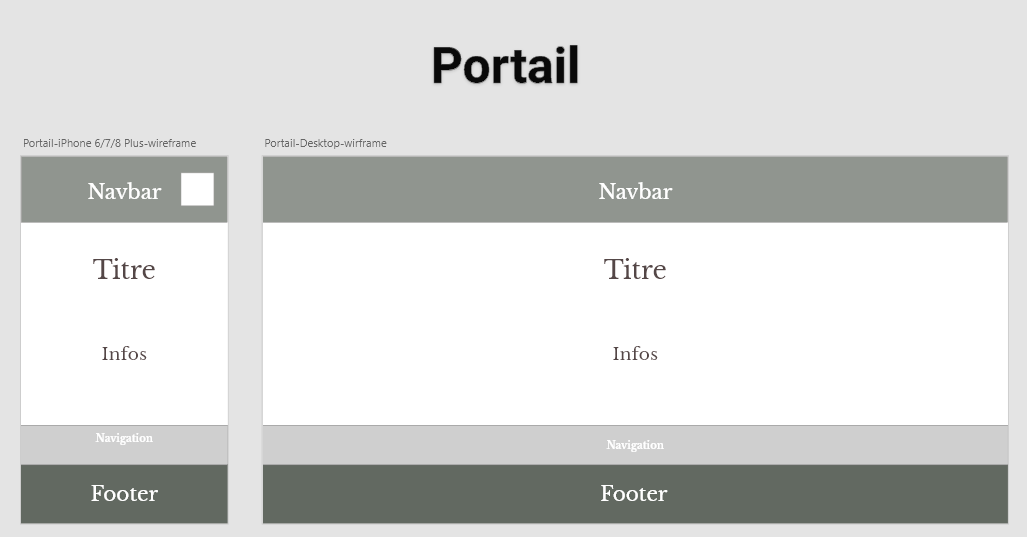 Portail
Portail-iPhone 6/7/8 Plus-wireframe
Navbar
Titre
Infos
Navigation
Footer
Portail-Desktop-wirframe
Navbar
Titre
Infos
Navigation
Footer